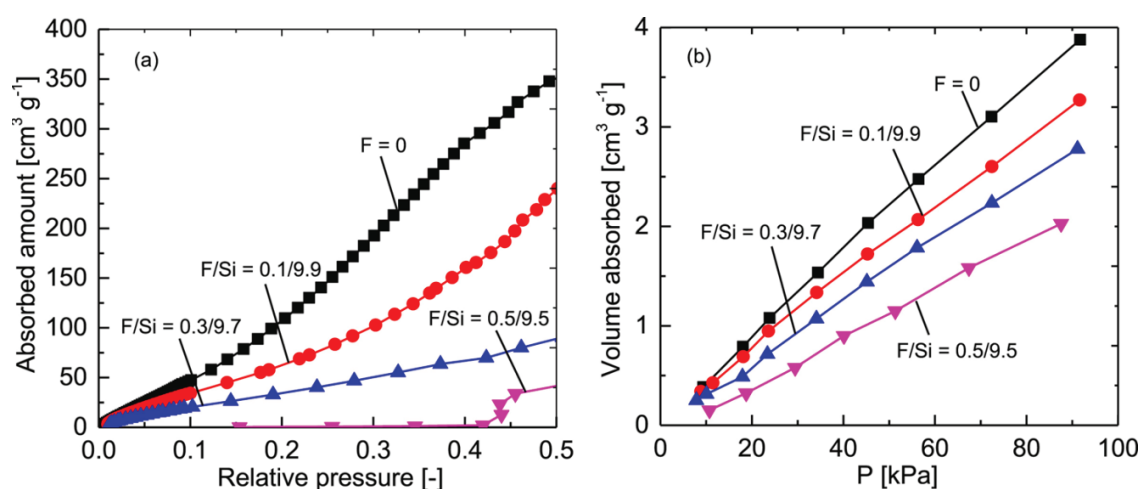 (a)
Absorbed amount [cm³ g⁻¹]
400
350
300
250
200
150
100
50
0
F = 0
F/Si = 0.1/9.9
F/Si = 0.3/9.7
F/Si = 0.5/9.5
0.0 0.1 0.2 0.3 0.4 0.5
Relative pressure [-]
(b)
Volume absorbed [cm³ g⁻¹]
4
3
2
1
0
F = 0
F/Si = 0.1/9.9
F/Si = 0.3/9.7
F/Si = 0.5/9.5
0 20 40 60 80 100
P [kPa]